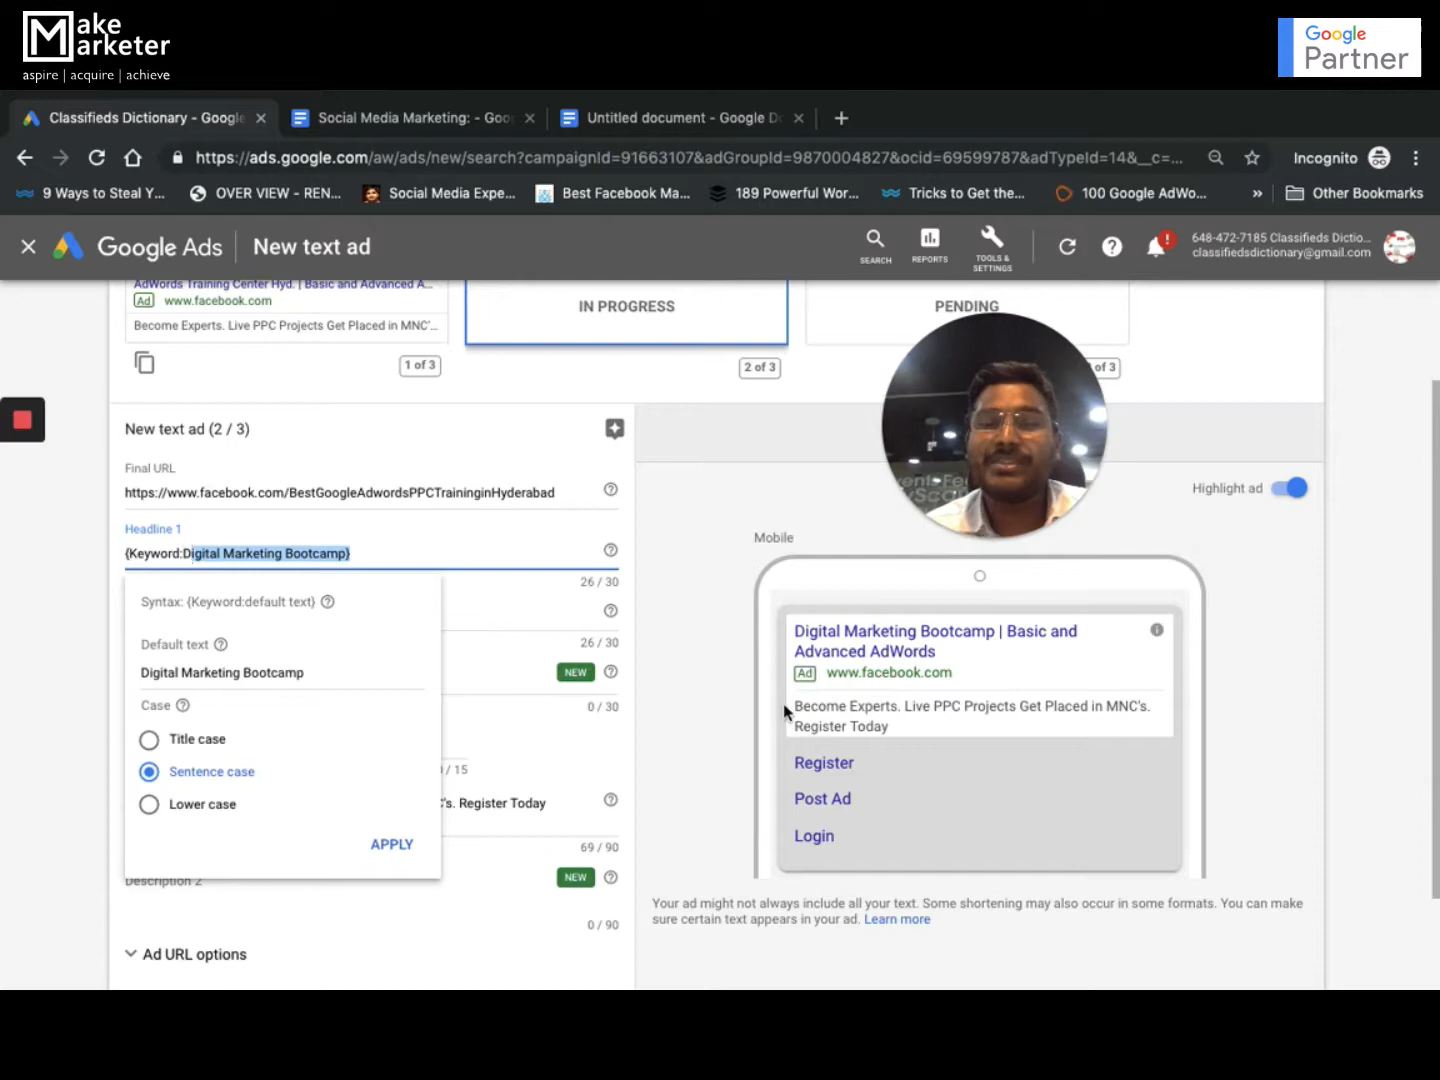 Make
Marketer
aspire | acquire | achieve
Google
Partner
Classifieds Dictionary - Google
Social Media Marketing: - Goo
Untitled document - Google D
https://ads.google.com/aw/ads/new/search?campaignId=91663107&adGroupId=9870004827&ocid=69599787&adTypeId=14&__c=...
Incognito
9 Ways to Steal Y...
OVER VIEW - REN...
Social Media Expe...
Best Facebook Ma...
189 Powerful Wor...
Tricks to Get the...
100 Google AdWo...
»
Other Bookmarks
Google Ads
New text ad
SEARCH
REPORTS
TOOLS &
SETTINGS
648-472-7185 Classifieds Dictio...
classifiedsdictionary@gmail.com
AdWords Training Center Hyd. | Basic and Advanced A...
Ad www.facebook.com
Become Experts. Live PPC Projects Get Placed in MNC'...
IN PROGRESS
PENDING
1 of 3
2 of 3
of 3
New text ad (2 / 3)
Final URL
https://www.facebook.com/BestGoogleAdwordsPPCTraininginHyderabad
Headline 1
{Keyword:Digital Marketing Bootcamp}
26 / 30
Syntax: {Keyword:default text}
26 / 30
Default text
Digital Marketing Bootcamp
NEW
Case
0 / 30
Title case
Sentence case
/ 15
Lower case
's. Register Today
APPLY
69 / 90
Description 2
NEW
0 / 90
Ad URL options
Highlight ad
Mobile
Digital Marketing Bootcamp | Basic and
Advanced AdWords
Ad www.facebook.com
Become Experts. Live PPC Projects Get Placed in MNC's.
Register Today
Register
Post Ad
Login
Your ad might not always include all your text. Some shortening may also occur in some formats. You can make
sure certain text appears in your ad. Learn more